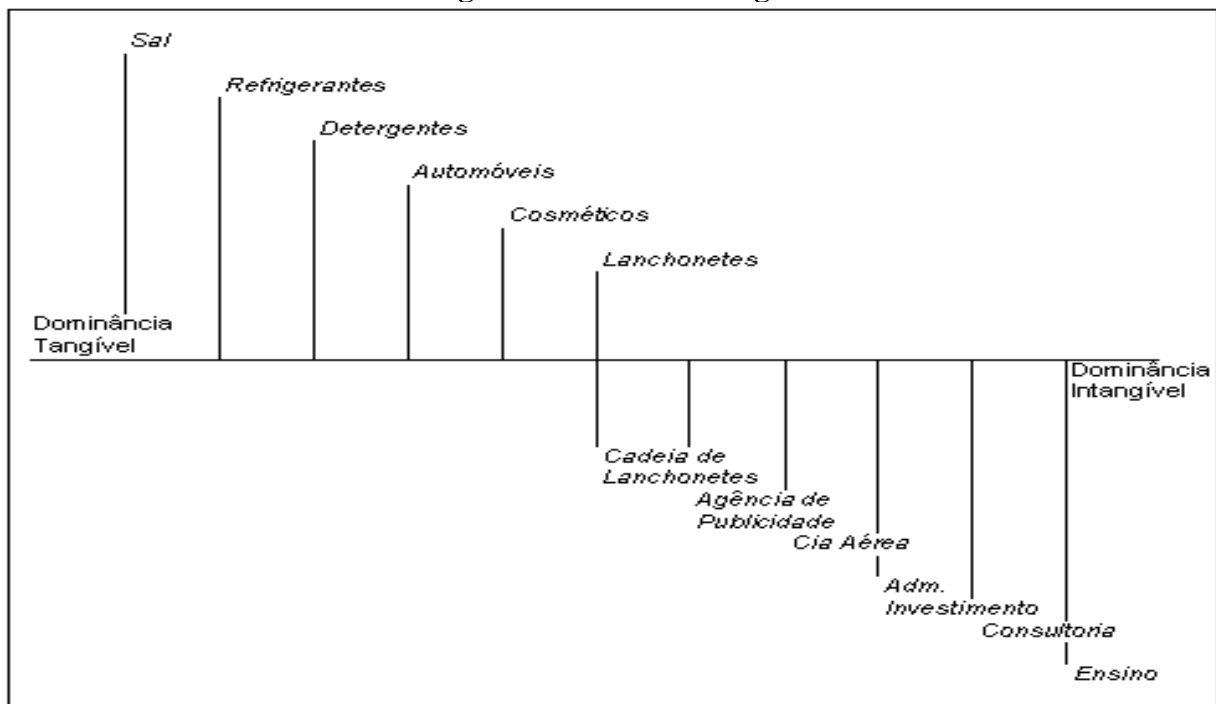 Sal
Refrigerantes
Detergentes
Automóveis
Cosméticos
Lanchonetes
Dominância
Tangível
Dominância
Intangível
Cadeia de
Lanchonetes
Agência de
Publicidade
Cia Aérea
Adm.
Investimento
Consultoria
Ensino